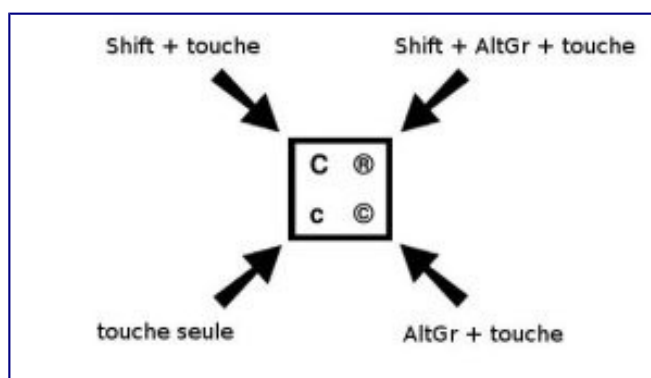 Shift + touche
Shift + AltGr + touche
C ®
c ©
touche seule
AltGr + touche